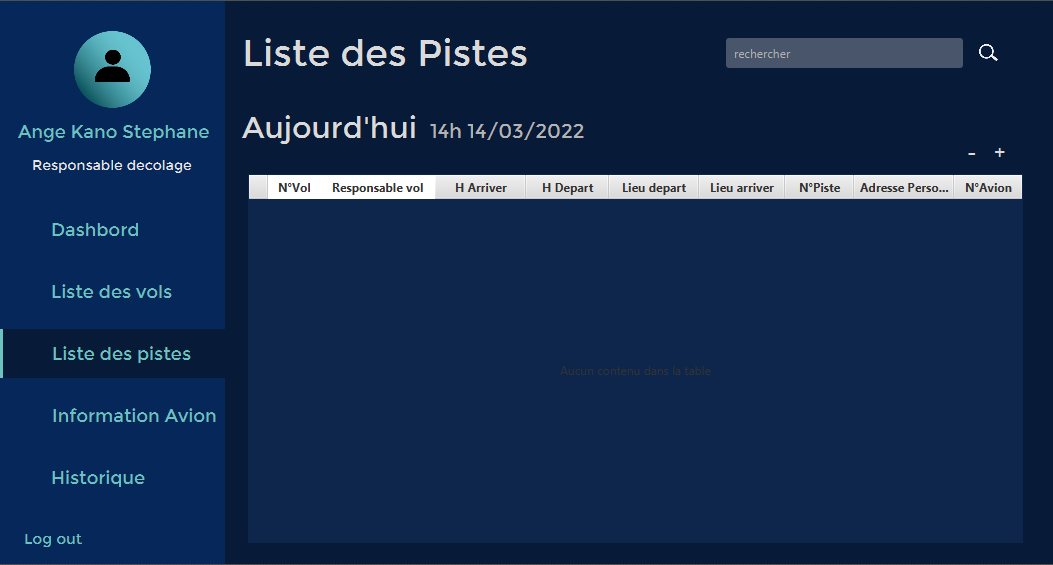 Ange Kano Stephane
Responsable decolage
Dashbord
Liste des vols
Liste des pistes
Information Avion
Historique
Log out
Liste des Pistes
rechercher
Aujourd'hui 14h 14/03/2022
- +
N°Vol Responsable vol H Arriver H Depart Lieu depart Lieu arriver N°Piste Adresse Perso... N°Avion
Aucun contenu dans la table